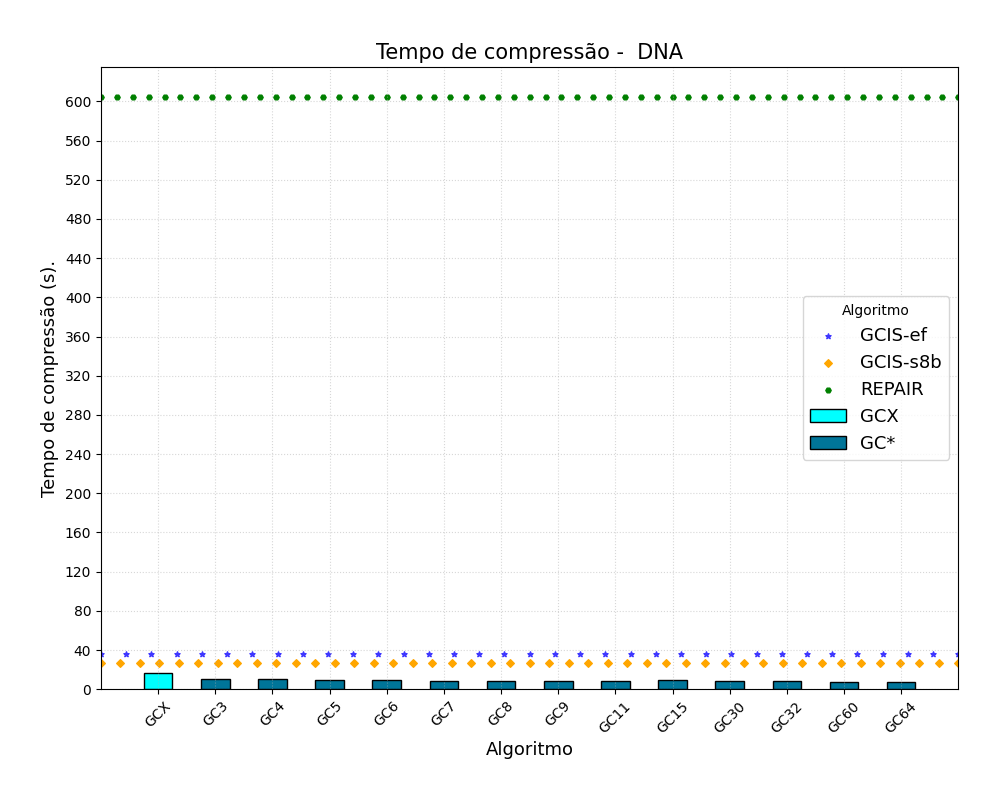 Tempo de compressão -  DNA
Tempo de compressão (s).
600
560
520
480
440
400
360
320
280
240
200
160
120
80
40
0
Algoritmo
GCIS-ef
GCIS-s8b
REPAIR
GCX
GC*
GCX
GC3
GC4
GC5
GC6
GC7
GC8
GC9
GC11
GC15
GC30
GC32
GC60
GC64
Algoritmo